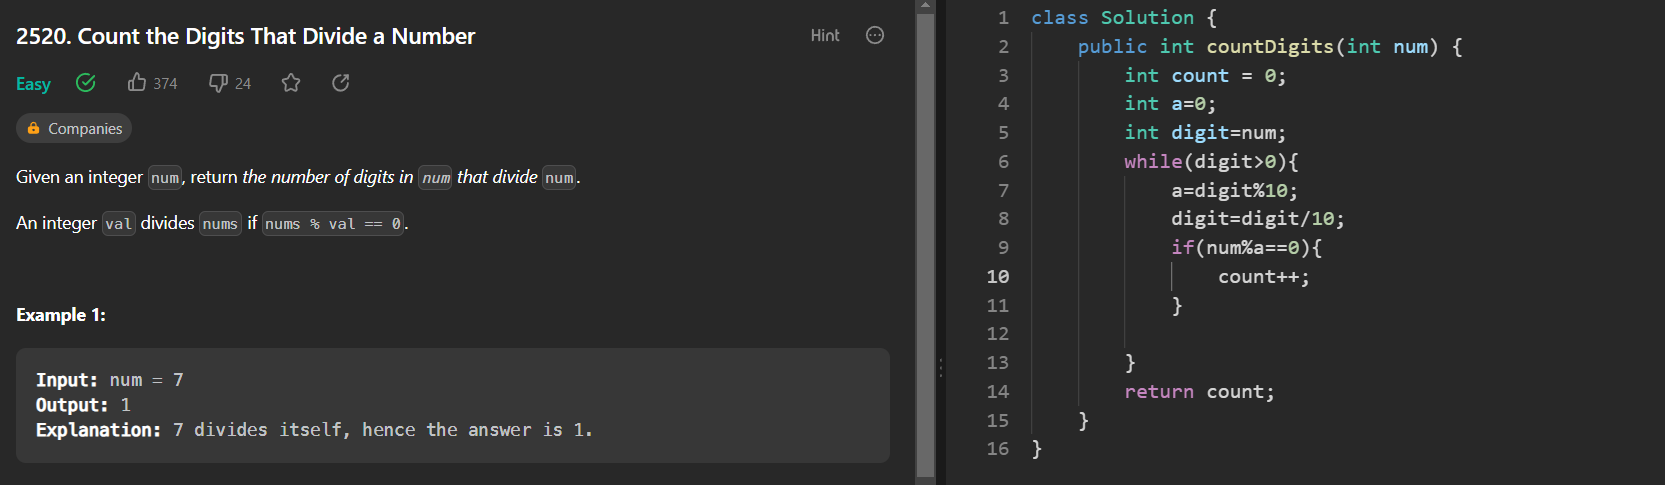 2520. Count the Digits That Divide a Number
Hint
Easy 374 24
Companies
Given an integer num, return the number of digits in num that divide num.
An integer val divides nums if nums % val == 0.
Example 1:
Input: num = 7
Output: 1
Explanation: 7 divides itself, hence the answer is 1.
1 class Solution {
2 public int countDigits(int num) {
3 int count = 0;
4 int a=0;
5 int digit=num;
6 while(digit>0){
7 a=digit%10;
8 digit=digit/10;
9 if(num%a==0){
10 count++;
11 }
12
13 }
14 return count;
15 }
16 }